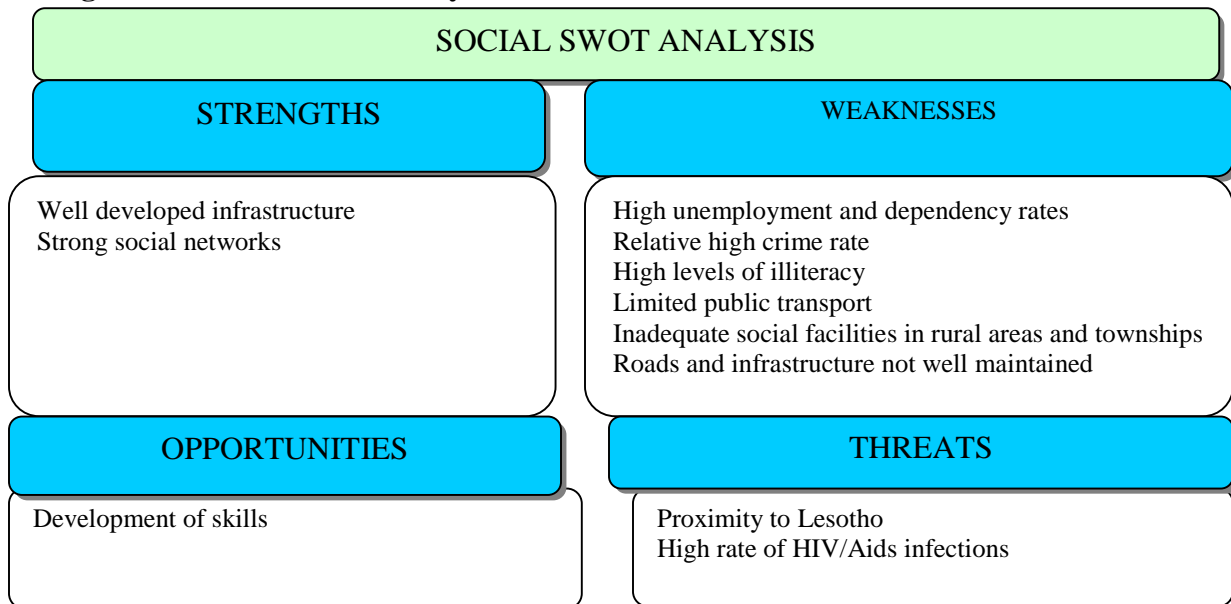 SOCIAL SWOT ANALYSIS
STRENGTHS
Well developed infrastructure
Strong social networks
WEAKNESSES
High unemployment and dependency rates
Relative high crime rate
High levels of illiteracy
Limited public transport
Inadequate social facilities in rural areas and townships
Roads and infrastructure not well maintained
OPPORTUNITIES
Development of skills
THREATS
Proximity to Lesotho
High rate of HIV/Aids infections